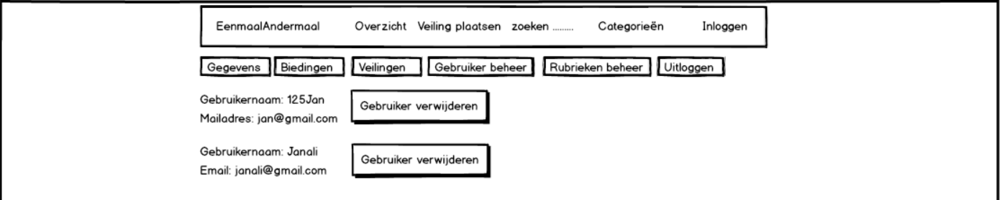 EenmaalAndermaal Overzicht Veiling plaatsen zoeken ......... Categorieën Inloggen
Gegevens Biedingen Veilingen Gebruiker beheer Rubrieken beheer Uitloggen
Gebruikernaam: 125Jan
Mailadres: jan@gmail.com
Gebruiker verwijderen
Gebruikernaam: Janali
Email: janali@gmail.com
Gebruiker verwijderen